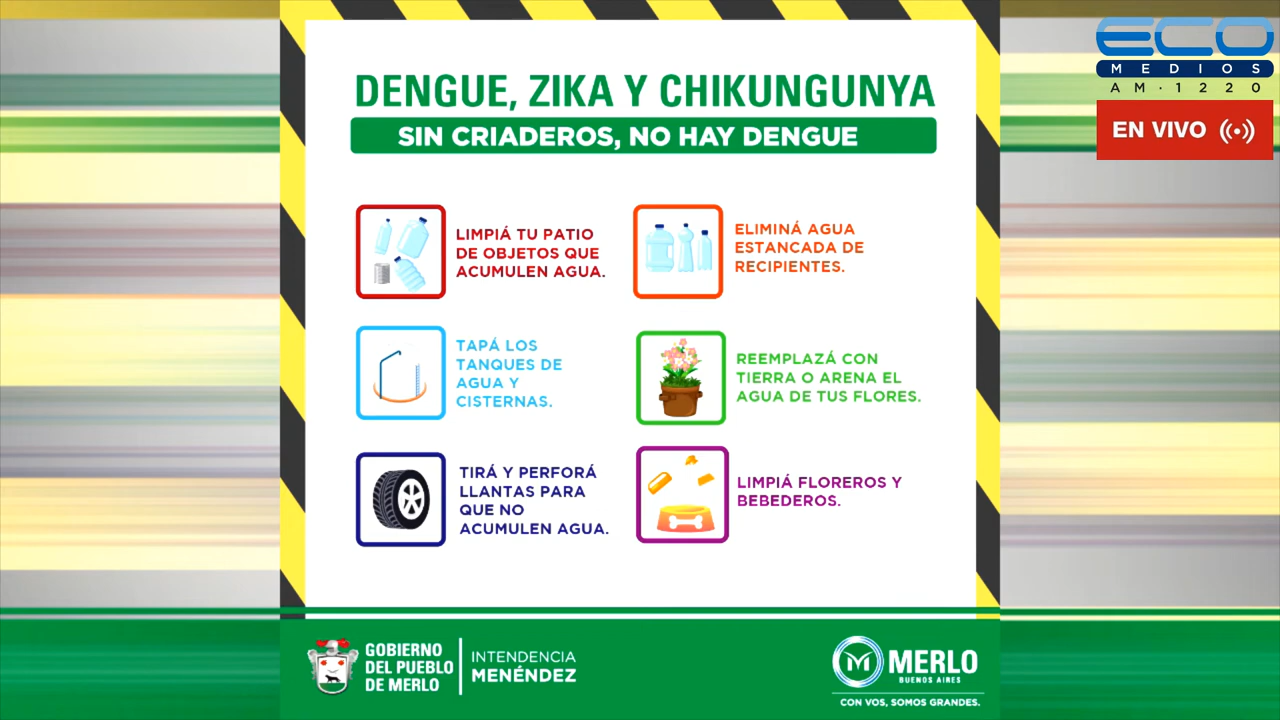 ECO
MEDIOS
AM·1220
EN VIVO
DENGUE, ZIKA Y CHIKUNGUNYA
SIN CRIADEROS, NO HAY DENGUE
LIMPIÁ TU PATIO
DE OBJETOS QUE
ACUMULEN AGUA.
ELIMINÁ AGUA
ESTANCADA DE
RECIPIENTES.
TAPÁ LOS
TANQUES DE
AGUA Y
CISTERNAS.
REEMPLAZÁ CON
TIERRA O ARENA EL
AGUA DE TUS FLORES.
TIRÁ Y PERFORÁ
LLANTAS PARA
QUE NO
ACUMULEN AGUA.
LIMPIÁ FLOREROS Y
BEBEDEROS.
GOBIERNO
DEL PUEBLO
DE MERLO
INTENDENCIA
MENÉNDEZ
MERLO
BUENOS AIRES
CON VOS, SOMOS GRANDES.